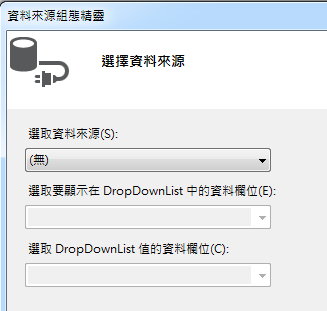 資料來源組態精靈
選擇資料來源
選取資料來源(S):
(無)
選取要顯示在 DropDownList 中的資料欄位(E):
選取 DropDownList 值的資料欄位(C):